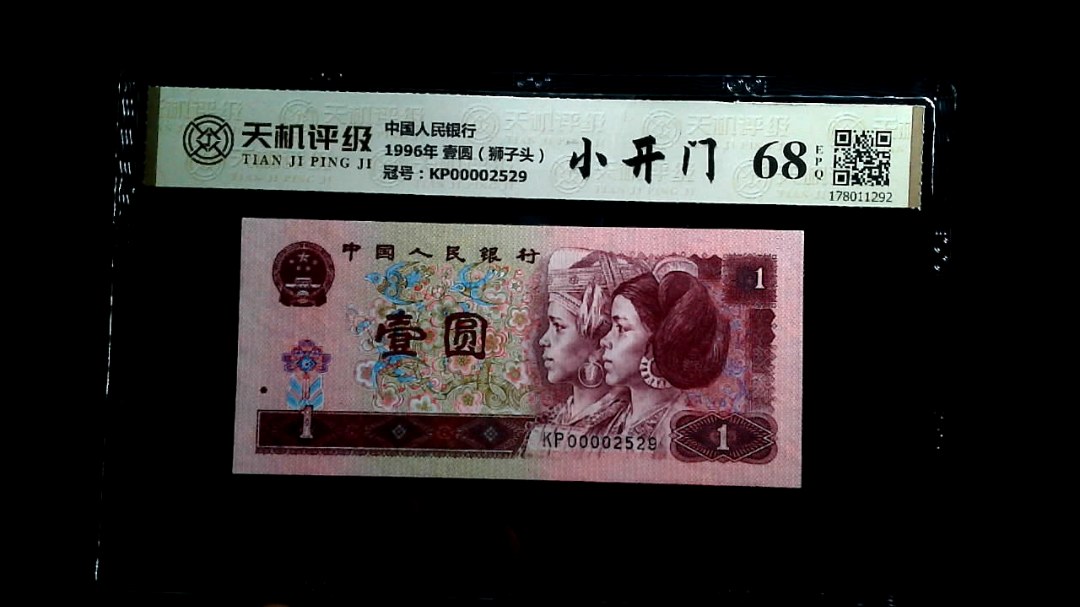 天机评级
TIAN JI PING JI
中国人民银行
1996年 壹圆（狮子头）
冠号：KP00002529
小开门
68
EPQ
178011292
中國人民銀行
1
壹圆
1
KP00002529
1